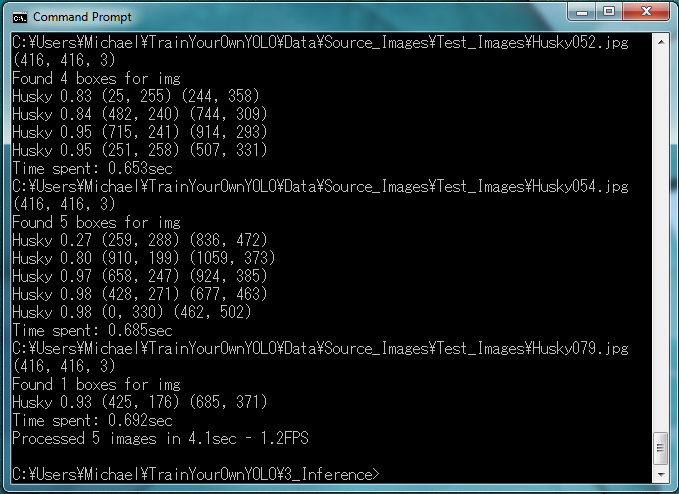 Command Prompt
C:¥Users¥Michael¥TrainYourOwnYOLO¥Data¥Source_Images¥Test_Images¥Husky052.jpg
(416, 416, 3)
Found 4 boxes for img
Husky 0.83 (25, 255) (244, 358)
Husky 0.84 (482, 240) (744, 309)
Husky 0.95 (715, 241) (914, 293)
Husky 0.95 (251, 258) (507, 331)
Time spent: 0.653sec
C:¥Users¥Michael¥TrainYourOwnYOLO¥Data¥Source_Images¥Test_Images¥Husky054.jpg
(416, 416, 3)
Found 5 boxes for img
Husky 0.27 (259, 288) (836, 472)
Husky 0.80 (910, 199) (1059, 373)
Husky 0.97 (658, 247) (924, 385)
Husky 0.98 (428, 271) (677, 463)
Husky 0.98 (0, 330) (462, 502)
Time spent: 0.685sec
C:¥Users¥Michael¥TrainYourOwnYOLO¥Data¥Source_Images¥Test_Images¥Husky079.jpg
(416, 416, 3)
Found 1 boxes for img
Husky 0.93 (425, 176) (685, 371)
Time spent: 0.692sec
Processed 5 images in 4.1sec - 1.2FPS
C:¥Users¥Michael¥TrainYourOwnYOLO¥3_Inference>